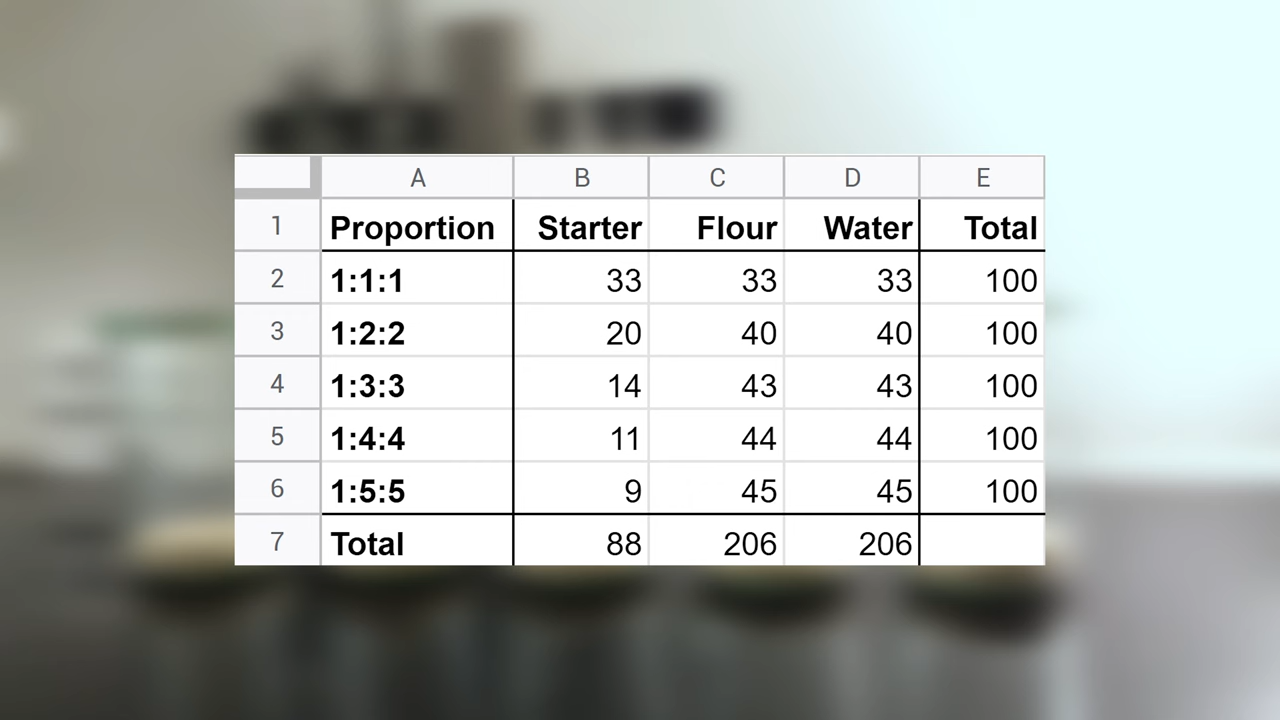 A B C D E
1 Proportion Starter Flour Water Total
2 1:1:1 33 33 33 100
3 1:2:2 20 40 40 100
4 1:3:3 14 43 43 100
5 1:4:4 11 44 44 100
6 1:5:5 9 45 45 100
7 Total 88 206 206